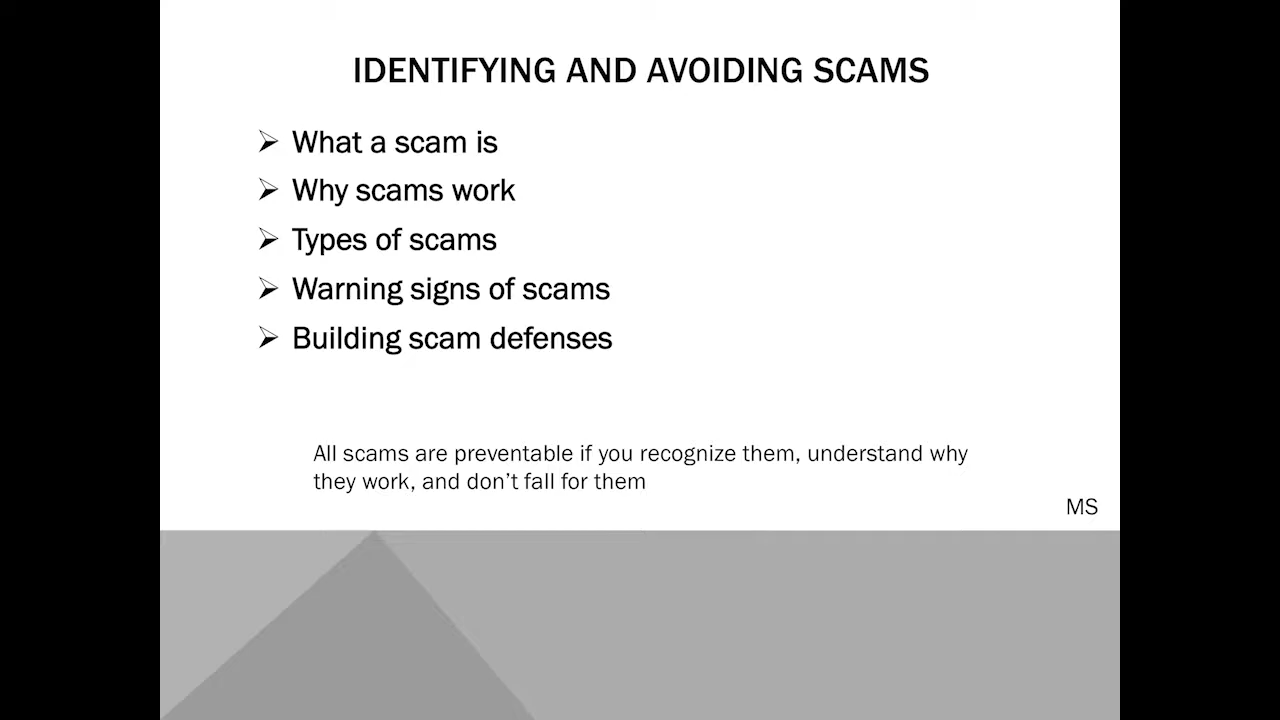 IDENTIFYING AND AVOIDING SCAMS
What a scam is
Why scams work
Types of scams
Warning signs of scams
Building scam defenses
All scams are preventable if you recognize them, understand why
they work, and don’t fall for them
MS